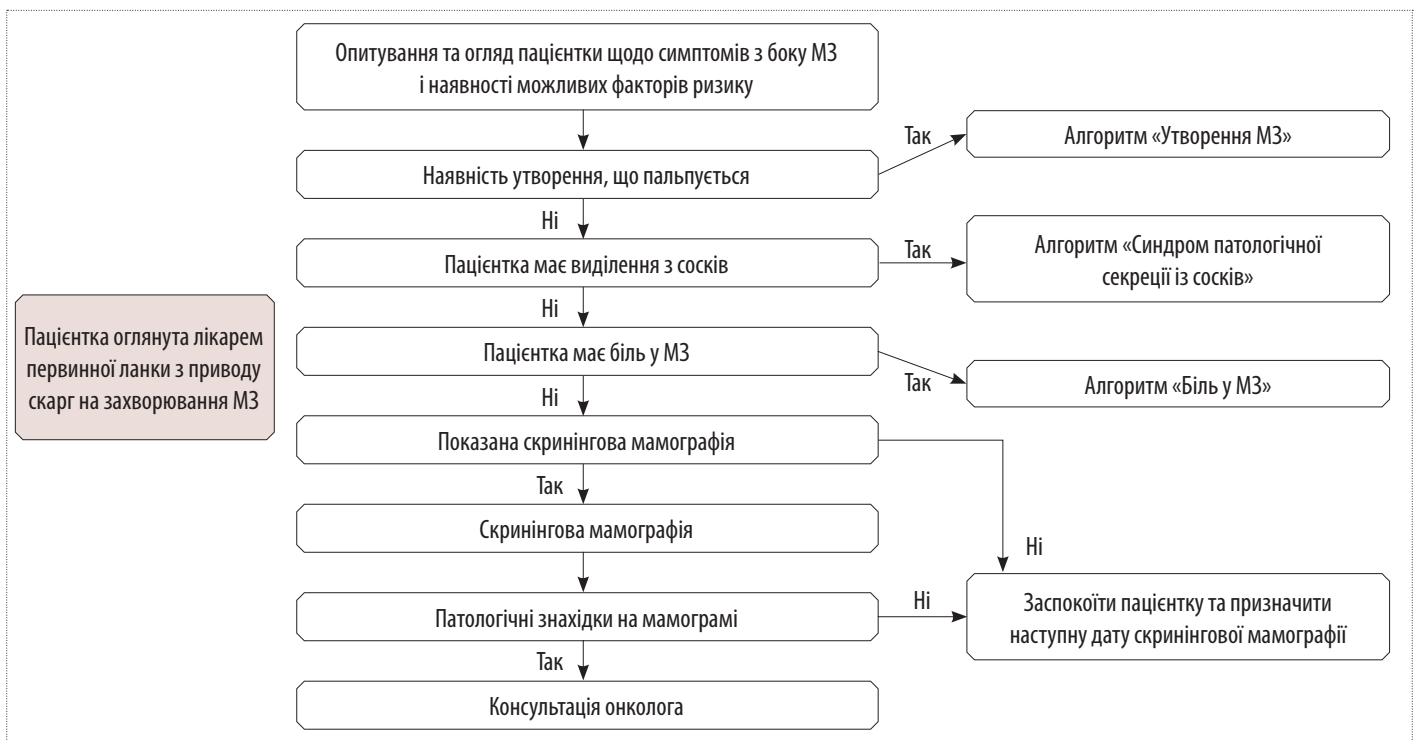 Опитування та огляд пацієнтки щодо симптомів з боку МЗ
і наявності можливих факторів ризику
Так
Алгоритм «Утворення МЗ»
Наявність утворення, що пальпується
Ні
Так
Алгоритм «Синдром патологічної
секреції із сосків»
Пацієнтка має виділення з сосків
Ні
Пацієнтка оглянута лікарем
первинної ланки з приводу
скарг на захворювання МЗ
Пацієнтка має біль у МЗ
Так
Алгоритм «Біль у МЗ»
Ні
Показана скринінгова мамографія
Так
Скринінгова мамографія
Ні
Патологічні знахідки на мамограмі
Ні
Заспокоїти пацієнтку та призначити
наступну дату скринінгової мамографії
Так
Консультація онколога